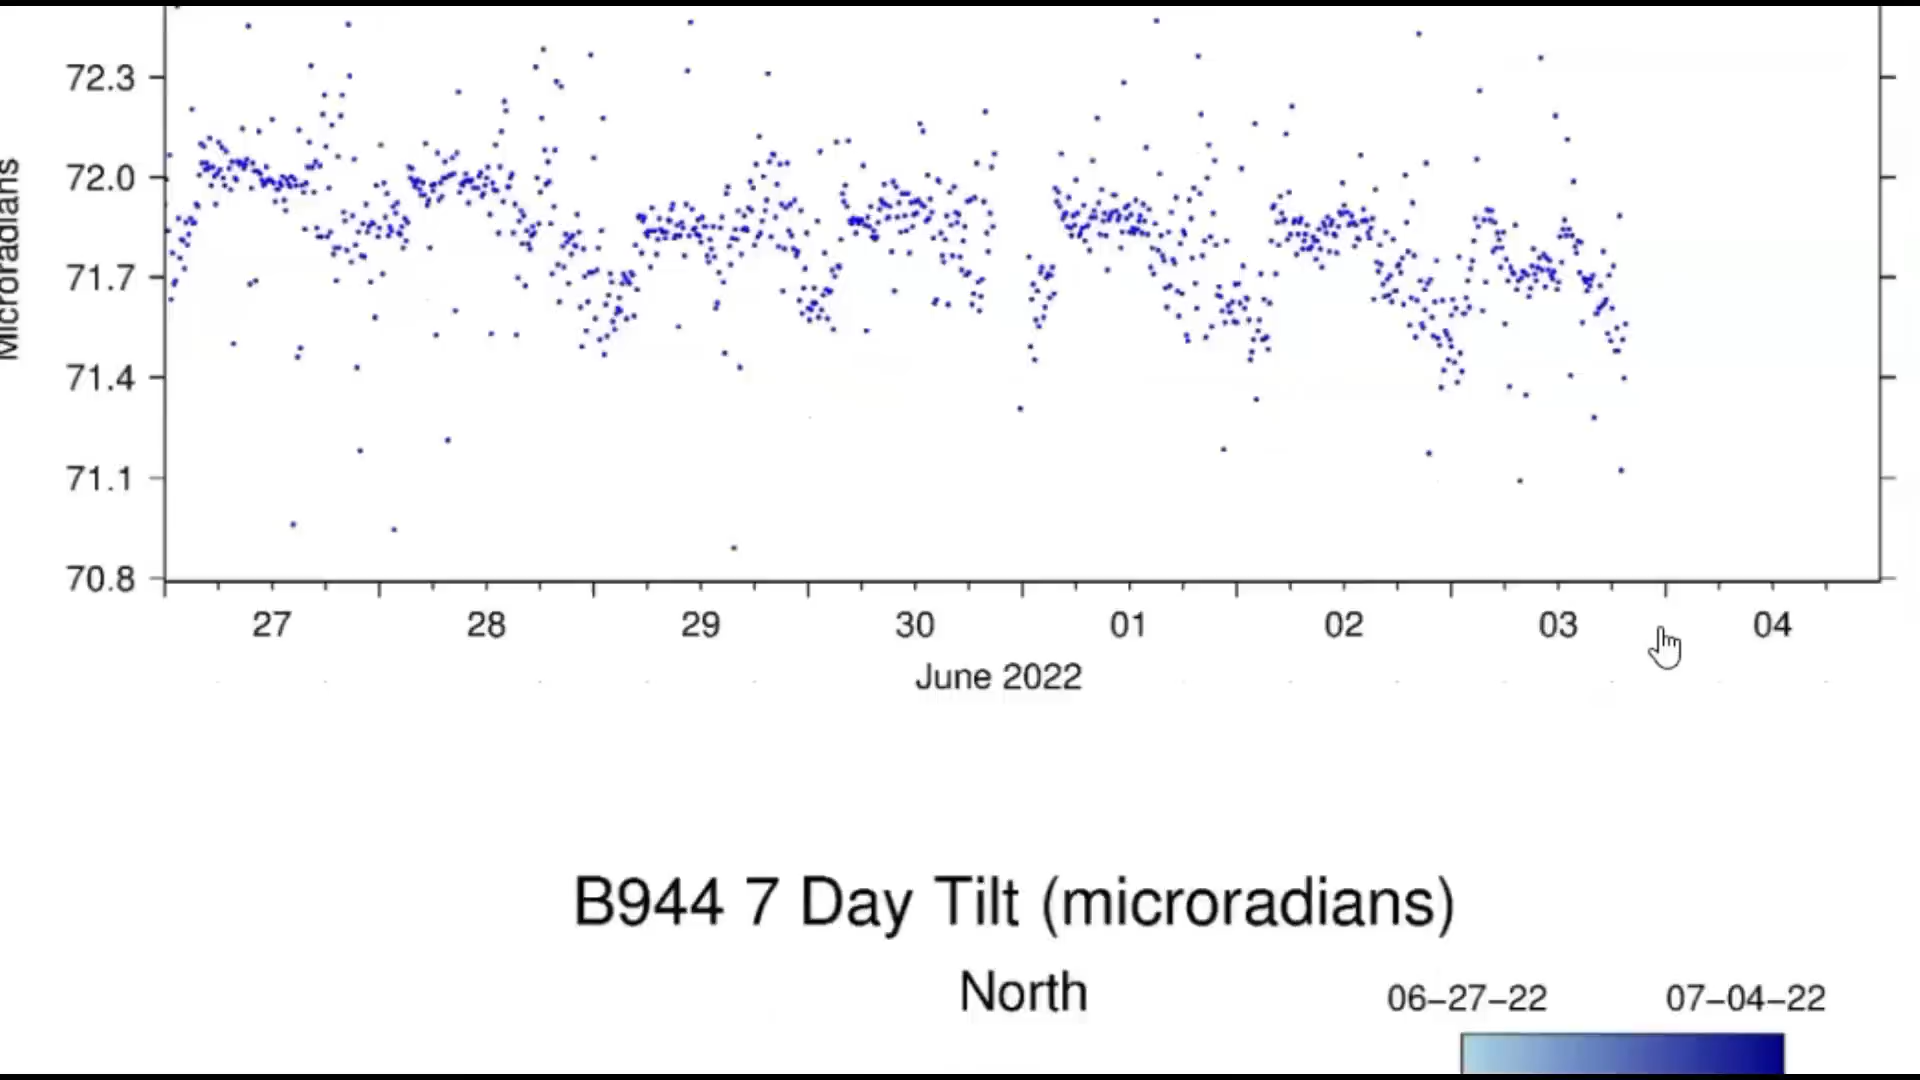 72.3
72.0
71.7
71.4
71.1
70.8
Microradians
27 28 29 30 01 02 03 04
June 2022
B944 7 Day Tilt (microradians)
North
06−27−22 07−04−22